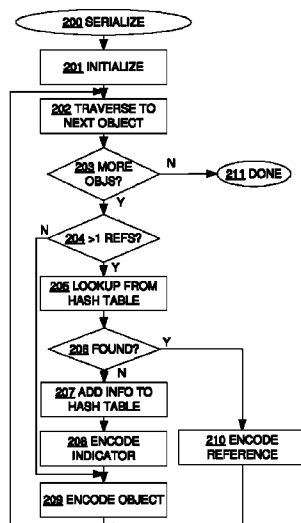 200 SERIALIZE
201 INITIALIZE
202 TRAVERSE TO
NEXT OBJECT
203 MORE
OBJS?
N
211 DONE
Y
N
204 >1 REFS?
Y
205 LOOKUP FROM
HASH TABLE
206 FOUND?
Y
N
207 ADD INFO TO
HASH TABLE
208 ENCODE
INDICATOR
210 ENCODE
REFERENCE
209 ENCODE OBJECT